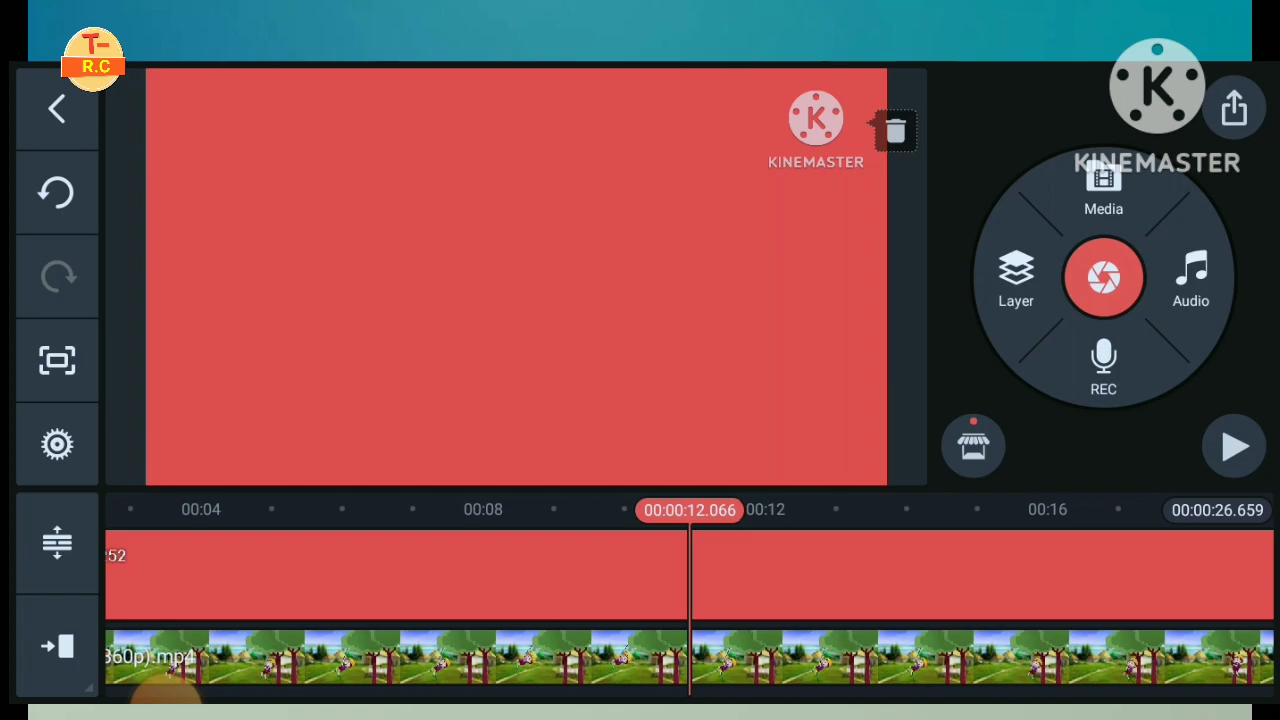 T-
R.C
K
KINEMASTER
K
KINEMASTER
Media
Layer
Audio
REC
00:04
00:08
00:00:12.066
00:12
00:16
00:00:26.659
:52
360p).mp4